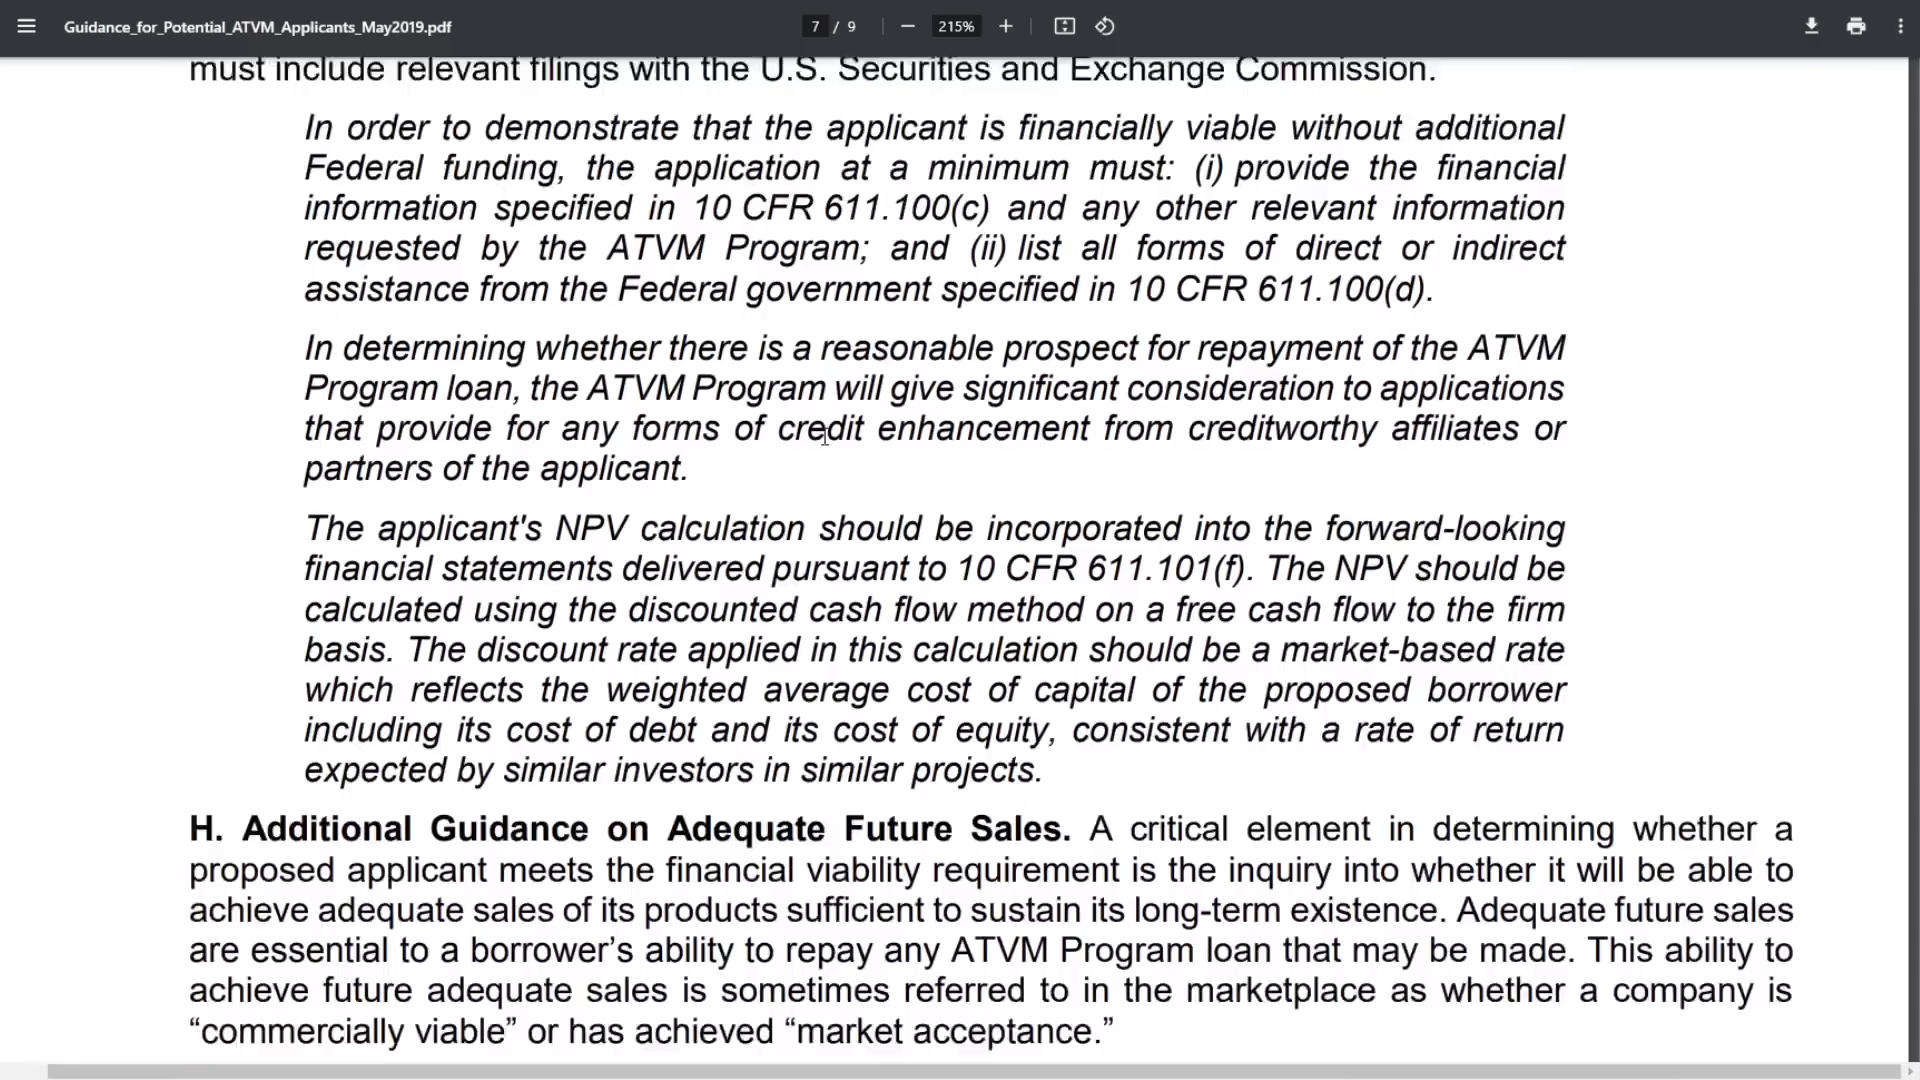 Guidance_for_Potential_ATVM_Applicants_May2019.pdf
7 / 9
215%
must include relevant filings with the U.S. Securities and Exchange Commission.
In order to demonstrate that the applicant is financially viable without additional
Federal funding, the application at a minimum must: (i) provide the financial
information specified in 10 CFR 611.100(c) and any other relevant information
requested by the ATVM Program; and (ii) list all forms of direct or indirect
assistance from the Federal government specified in 10 CFR 611.100(d).
In determining whether there is a reasonable prospect for repayment of the ATVM
Program loan, the ATVM Program will give significant consideration to applications
that provide for any forms of credit enhancement from creditworthy affiliates or
partners of the applicant.
The applicant's NPV calculation should be incorporated into the forward-looking
financial statements delivered pursuant to 10 CFR 611.101(f). The NPV should be
calculated using the discounted cash flow method on a free cash flow to the firm
basis. The discount rate applied in this calculation should be a market-based rate
which reflects the weighted average cost of capital of the proposed borrower
including its cost of debt and its cost of equity, consistent with a rate of return
expected by similar investors in similar projects.
H. Additional Guidance on Adequate Future Sales. A critical element in determining whether a
proposed applicant meets the financial viability requirement is the inquiry into whether it will be able to
achieve adequate sales of its products sufficient to sustain its long-term existence. Adequate future sales
are essential to a borrower’s ability to repay any ATVM Program loan that may be made. This ability to
achieve future adequate sales is sometimes referred to in the marketplace as whether a company is
“commercially viable” or has achieved “market acceptance.”